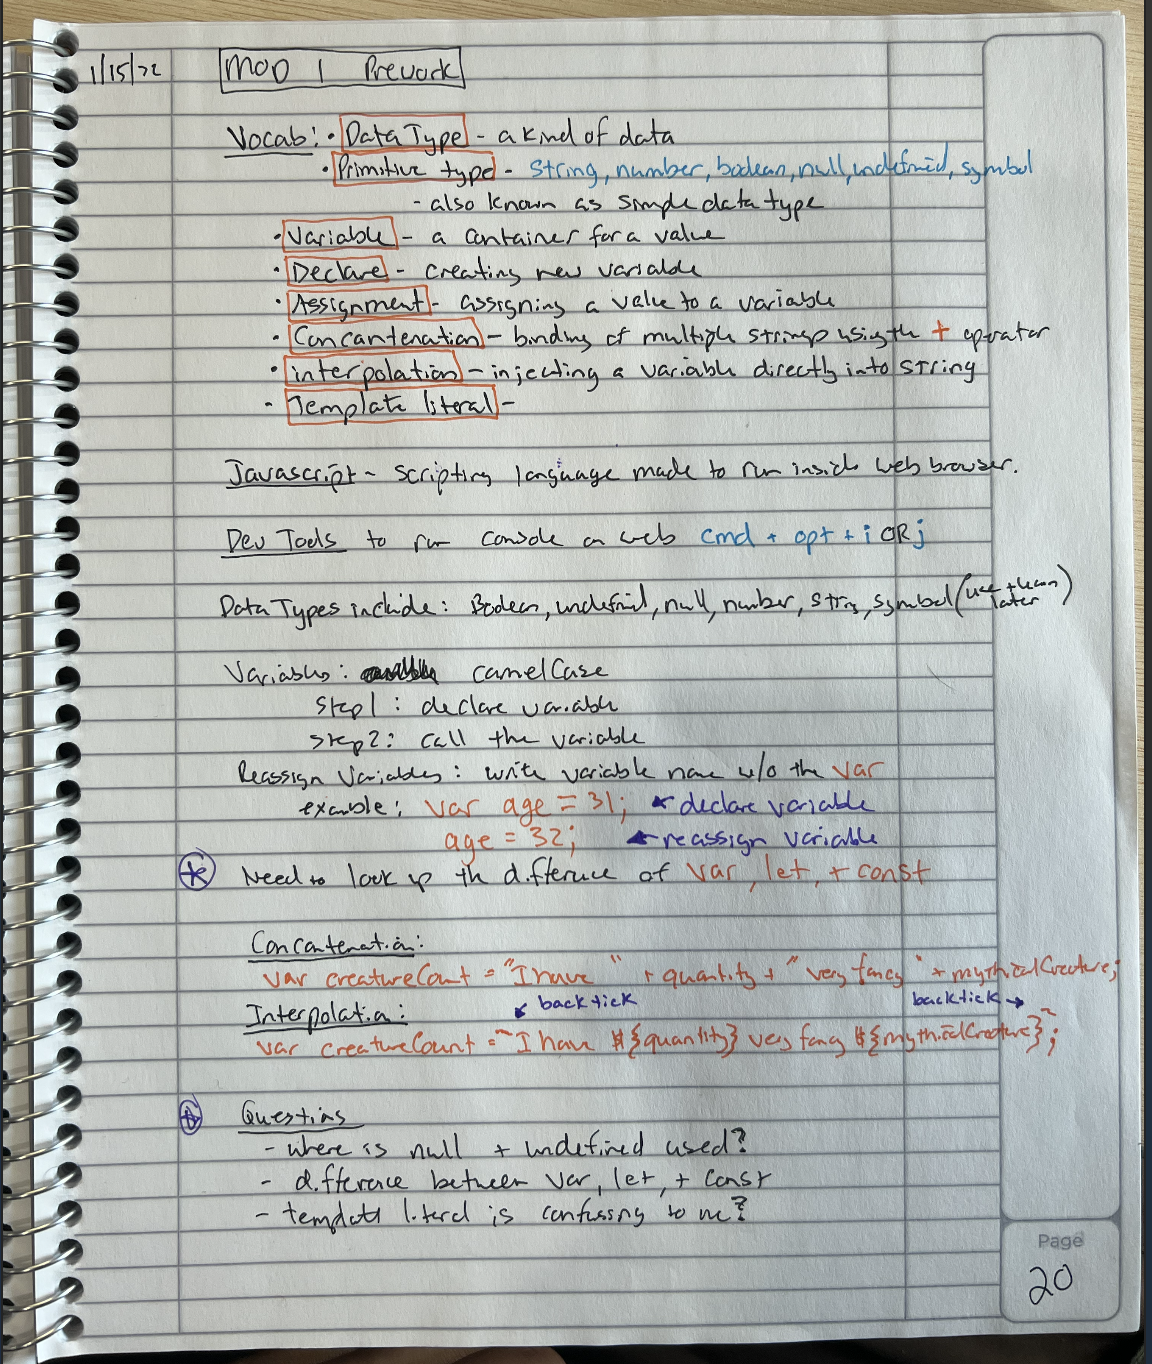 1/15/22 MOD 1 Prework
Vocab: • Data Type - a kind of data
• Primitive type - string, number, boolean, null, undefined, symbol
- also known as simple data type
• Variable - a container for a value
• Declare - creating new variable
• Assignment - assigning a value to a variable
• Concantenation - binding of multiple strings using th + operator
• interpolation - injecting a variable directly into string
• Template literal -
Javascript - scripting language made to run inside web browser.
Dev Tools to run console on web cmd + opt + i OR j
Data Types include: Boolean, undefined, null, number, string, symbol (use + learn later)
Variables: camelCase
step 1: declare variable
step 2: call the variable
Reassign Variables: write variable name w/o the var
example: var age = 31; ← declare variable
age = 32; ← reassign variable
* Need to look up th difference of var, let, + const
Concantenation:
var creatureCount = "I have " + quantity + " very fancy " + mythicalCreature;
↙ backtick backtick →
Interpolation:
var creatureCount = `I have ${quantity} very fancy ${mythicalCreature}`;
* Questions
- where is null + undefined used?
- difference between var, let, + const
- template literal is confussing to me?
Page
20